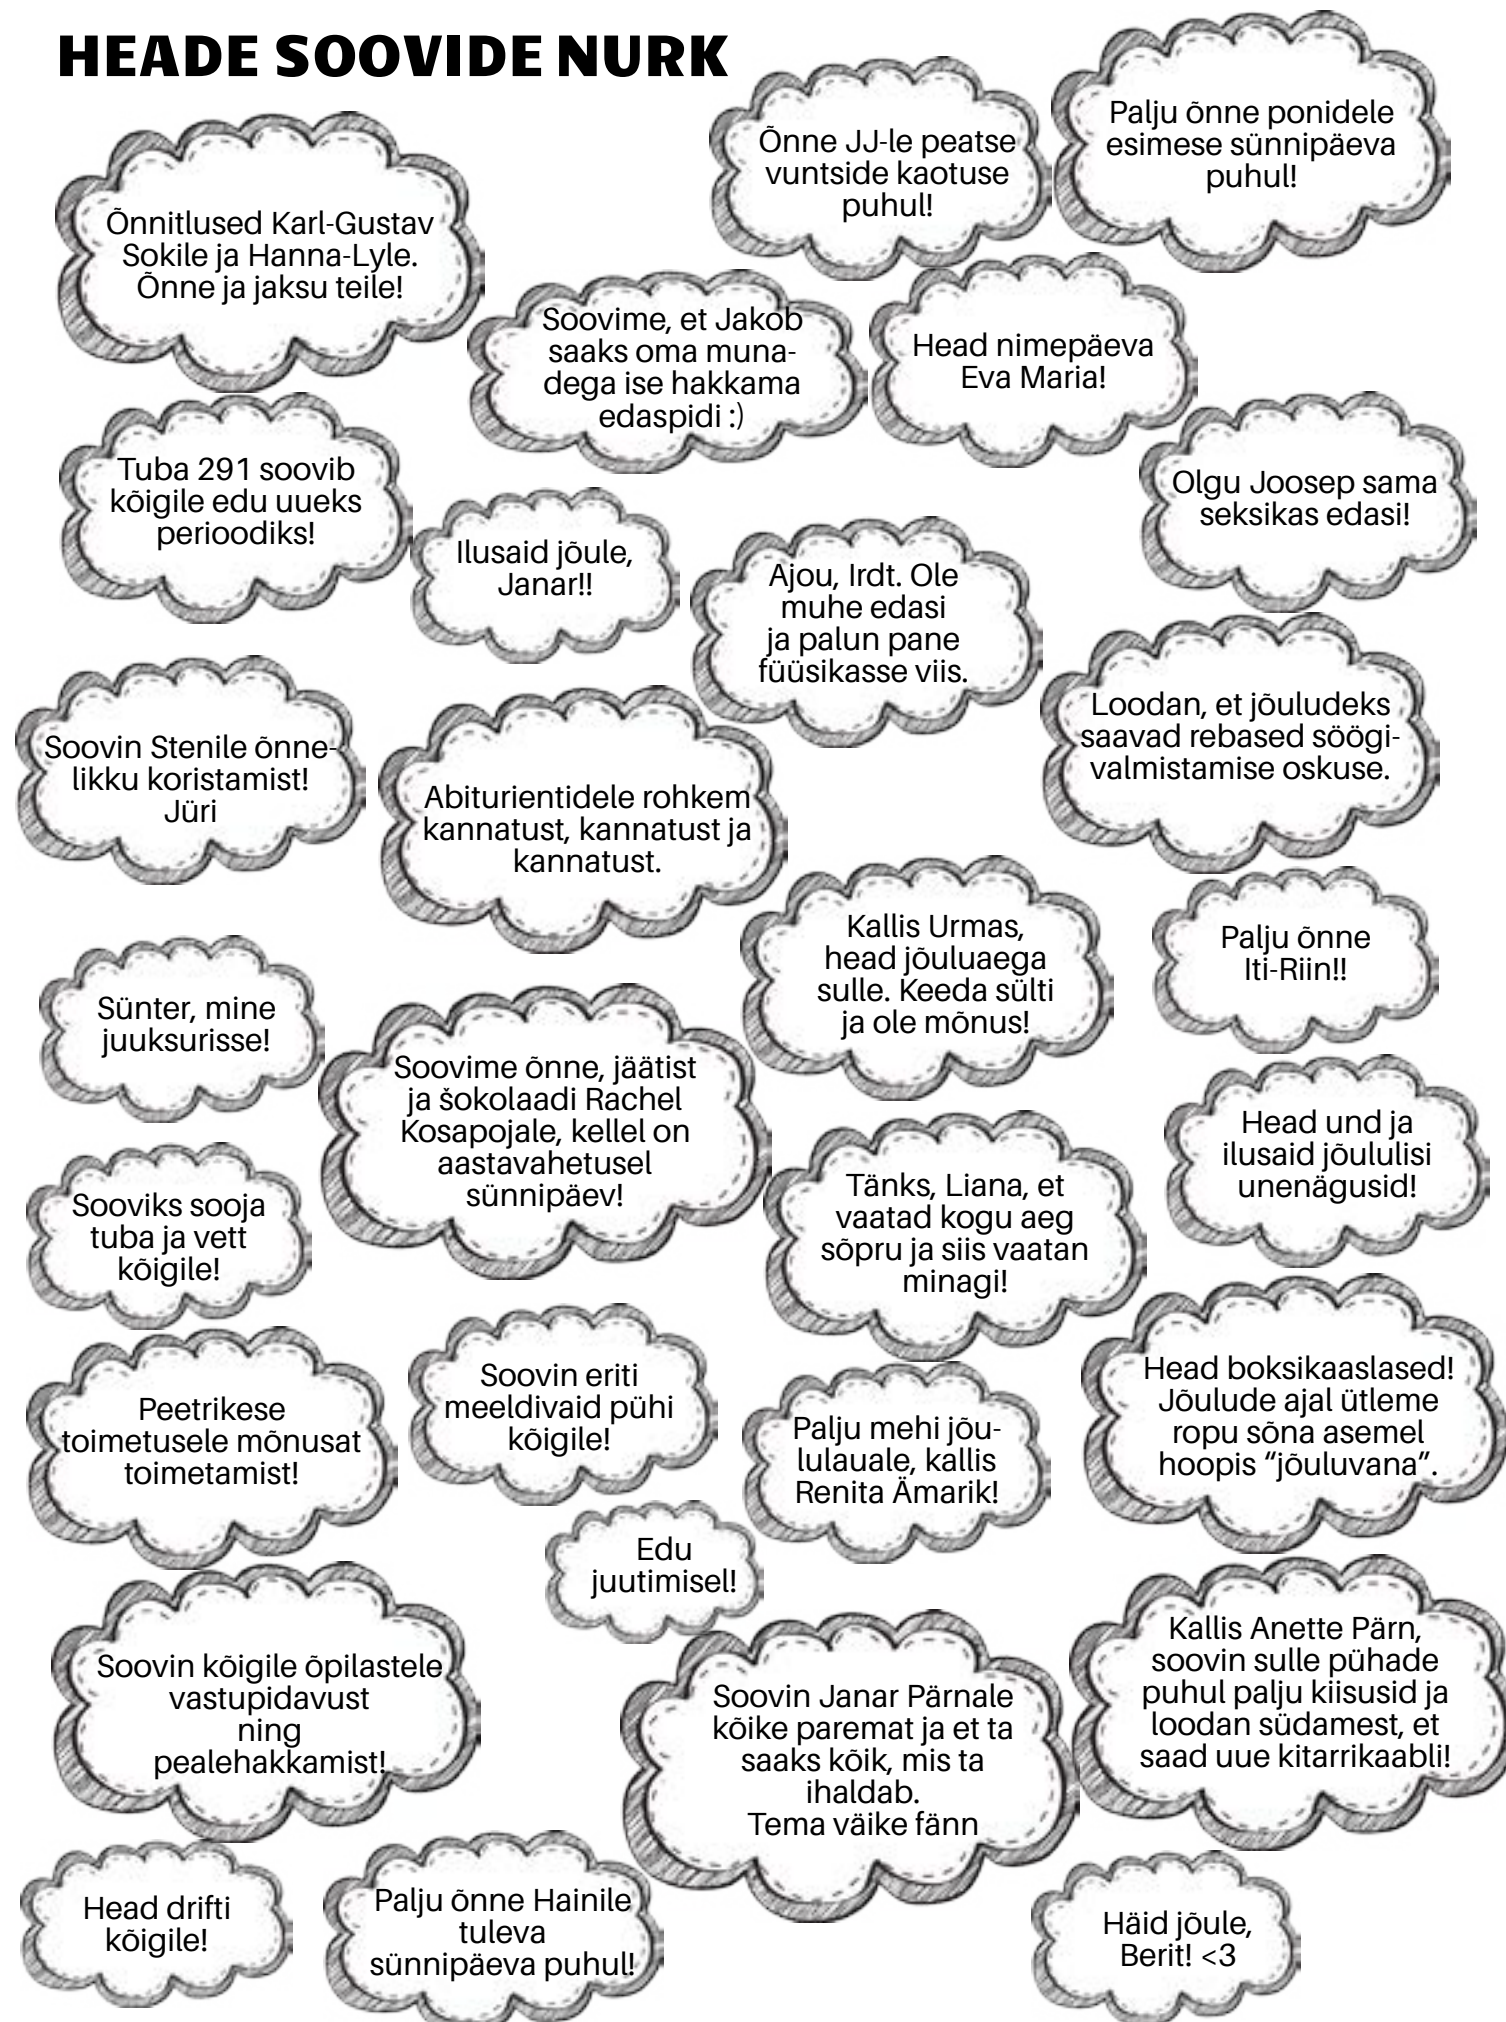 HEADE SOOVIDE NURK
Õnnitlused Karl-Gustav
Sokile ja Hanna-Lyle.
Õnne ja jaksu teile!
Õnne JJ-le peatse
vuntside kaotuse
puhul!
Palju õnne ponidele
esimese sünnipäeva
puhul!
Soovime, et Jakob
saaks oma muna-
dega ise hakkama
edaspidi :)
Head nimepäeva
Eva Maria!
Tuba 291 soovib
kõigile edu uueks
perioodiks!
Ilusaid jõule,
Janar!!
Ajou, Irdt. Ole
muhe edasi
ja palun pane
füüsikasse viis.
Olgu Joosep sama
seksikas edasi!
Soovin Stenile õnne-
likku koristamist!
Jüri
Abiturientidele rohkem
kannatust, kannatust ja
kannatust.
Loodan, et jõuludeks
saavad rebased söögi-
valmistamise oskuse.
Kallis Urmas,
head jõuluaega
sulle. Keeda sülti
ja ole mõnus!
Palju õnne
Iti-Riin!!
Sünter, mine
juuksurisse!
Soovime õnne, jäätist
ja šokolaadi Rachel
Kosapojale, kellel on
aastavahetusel
sünnipäev!
Head und ja
ilusaid jõululisi
unenägusid!
Sooviks sooja
tuba ja vett
kõigile!
Tänks, Liana, et
vaatad kogu aeg
sõpru ja siis vaatan
minagi!
Peetrikese
toimetusele mõnusat
toimetamist!
Soovin eriti
meeldivaid pühi
kõigile!
Palju mehi jõu-
lulauale, kallis
Renita Ämarik!
Head boksikaaslased!
Jõulude ajal ütleme
ropu sõna asemel
hoopis “jõuluvana”.
Edu
juutimisel!
Soovin kõigile õpilastele
vastupidavust
ning
pealehakkamist!
Soovin Janar Pärnale
kõike paremat ja et ta
saaks kõik, mis ta
ihaldab.
Tema väike fänn
Kallis Anette Pärn,
soovin sulle pühade
puhul palju kiisusid ja
loodan südamest, et
saad uue kitarrikaabli!
Head drifti
kõigile!
Palju õnne Hainile
tuleva
sünnipäeva puhul!
Häid jõule,
Berit! <3